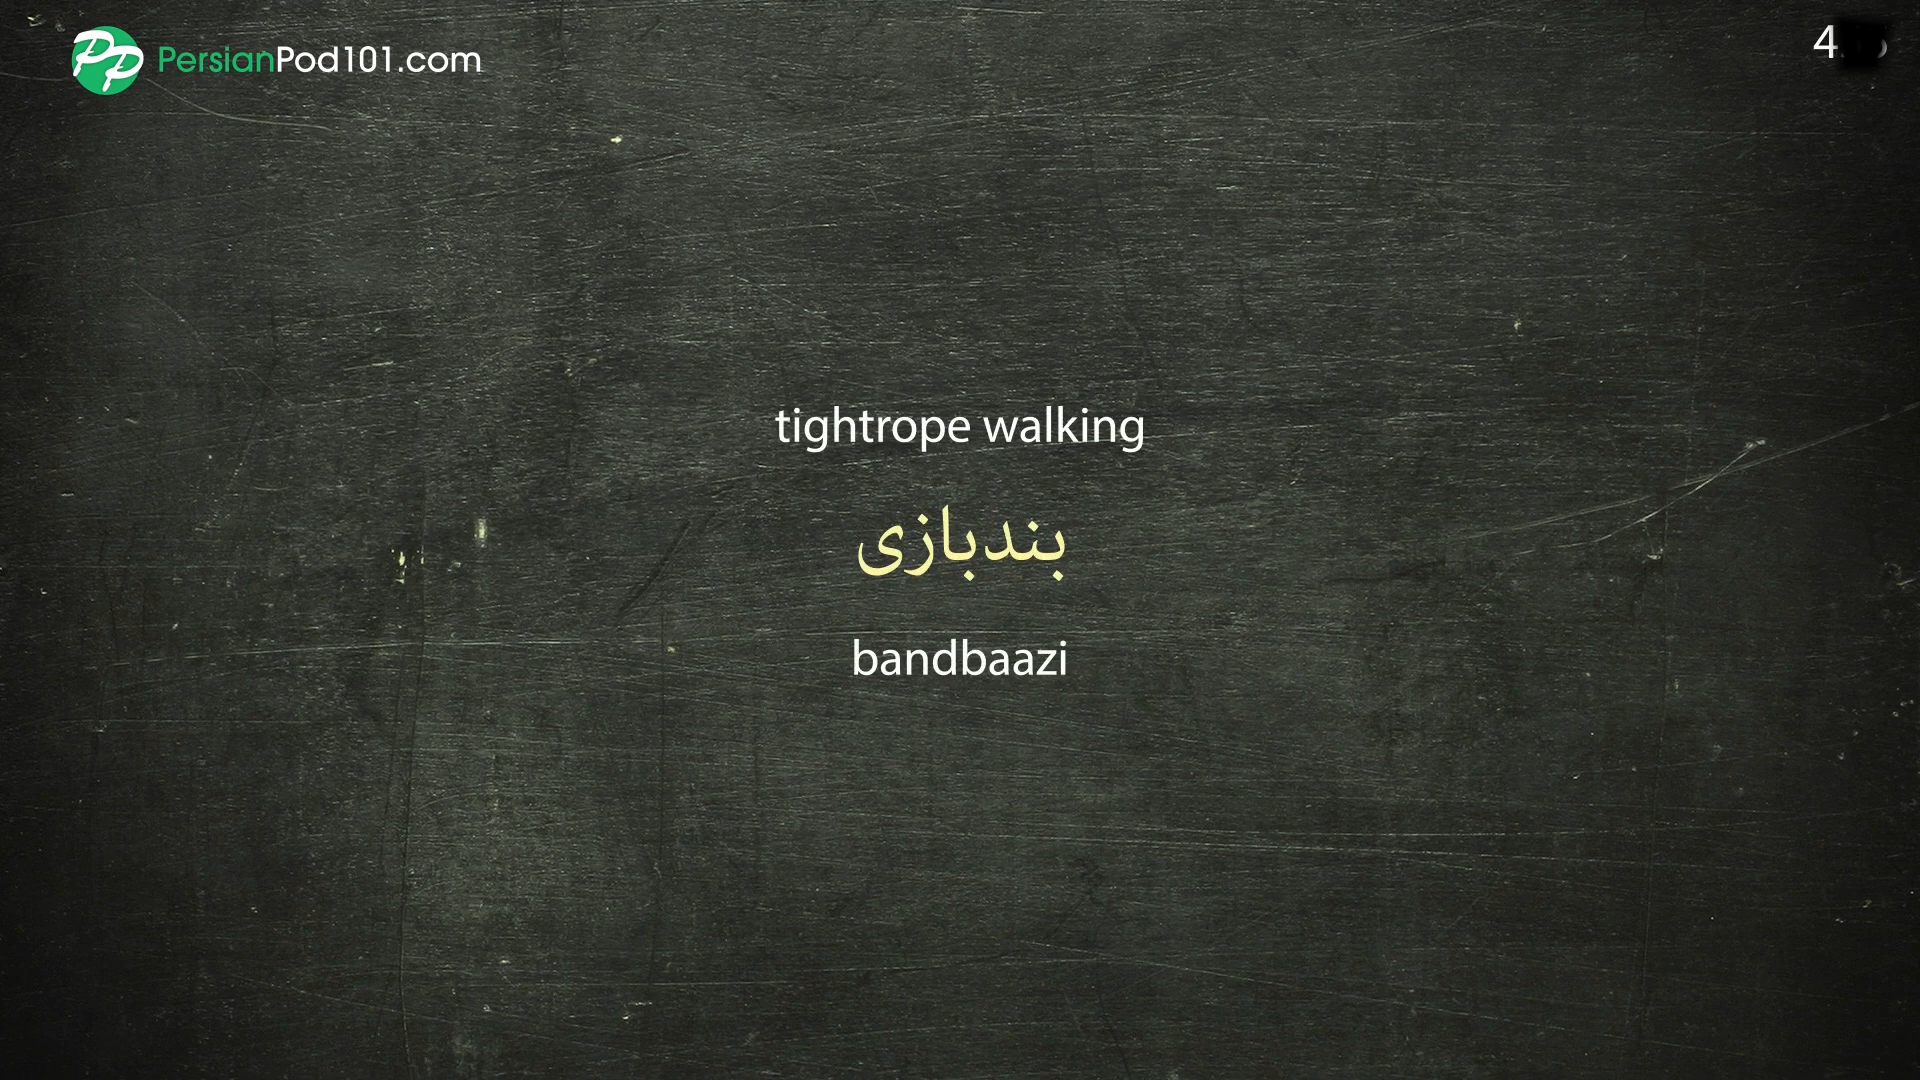 PersianPod101.com
tightrope walking
بندبازی
bandbaazi